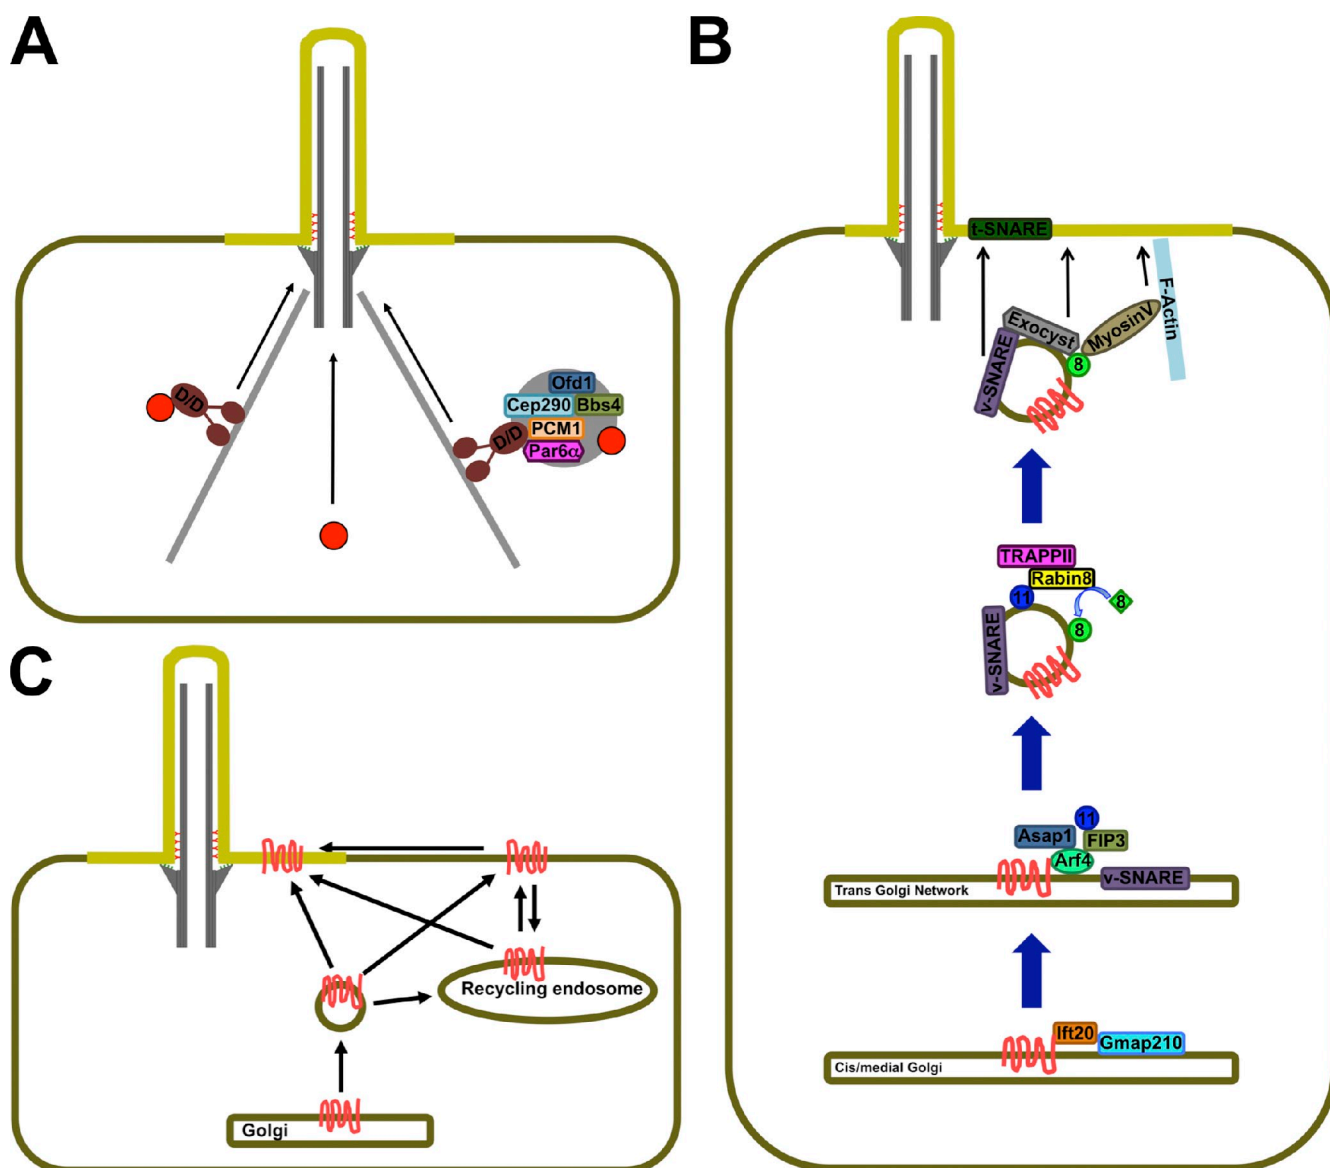 A
D/D
Ofd1
Cep290 Bbs4
D/D PCM1
Par6α
B
t-SNARE
F-Actin
Exocyst
MyosinV
v-SNARE
8
TRAPPII
Rabin8
11
8
8
v-SNARE
11
Asap1 FIP3
Arf4
v-SNARE
Trans Golgi Network
Ift20
Gmap210
Cis/medial Golgi
C
Recycling endosome
Golgi